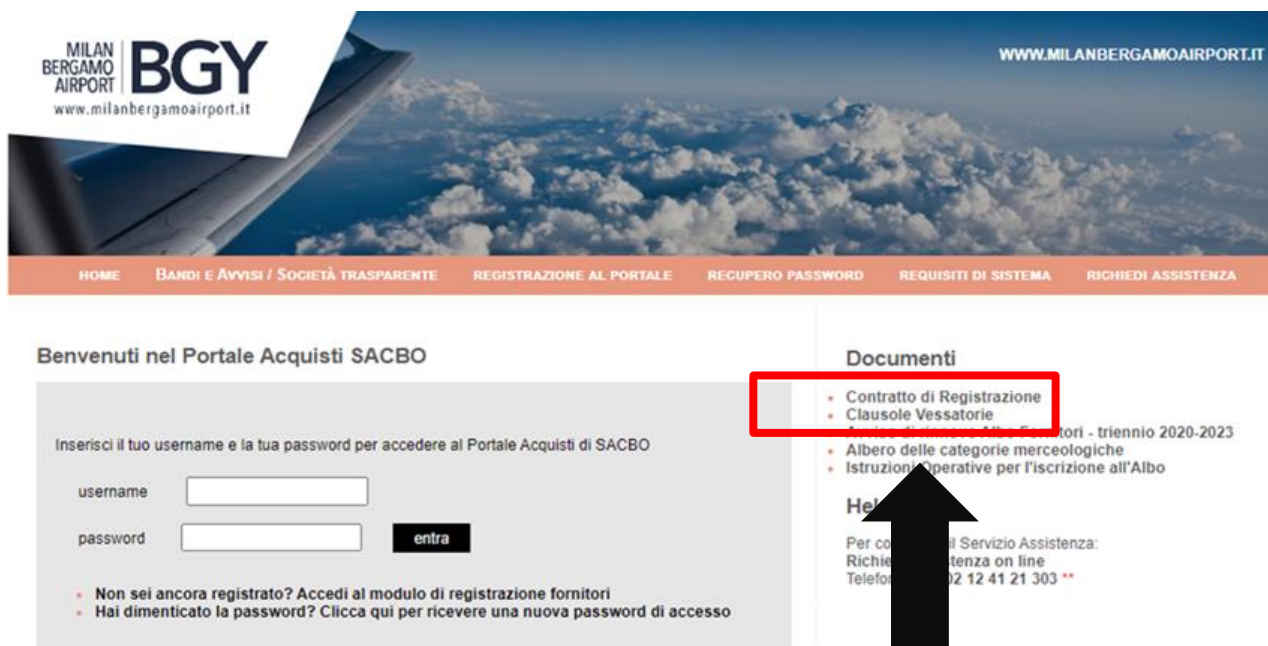 MILAN
BERGAMO
AIRPORT
BGY
www.milanbergamoairport.it
WWW.MILANBERGAMOAIRPORT.IT
HOME BANDI E AVVISI / SOCIETÀ TRASPARENTE REGISTRAZIONE AL PORTALE RECUPERO PASSWORD REQUISITI DI SISTEMA RICHIEDI ASSISTENZA
Benvenuti nel Portale Acquisti SACBO
Inserisci il tuo username e la tua password per accedere al Portale Acquisti di SACBO
username
password
entra
Non sei ancora registrato? Accedi al modulo di registrazione fornitori
Hai dimenticato la password? Clicca qui per ricevere una nuova password di accesso
Documenti
Contratto di Registrazione
Clausole Vessatorie
Avviso di rinnovo Albo Fornitori - triennio 2020-2023
Albero delle categorie merceologiche
Istruzioni Operative per l'iscrizione all'Albo
Per il Servizio Assistenza:
on line
02 12 41 21 303 **